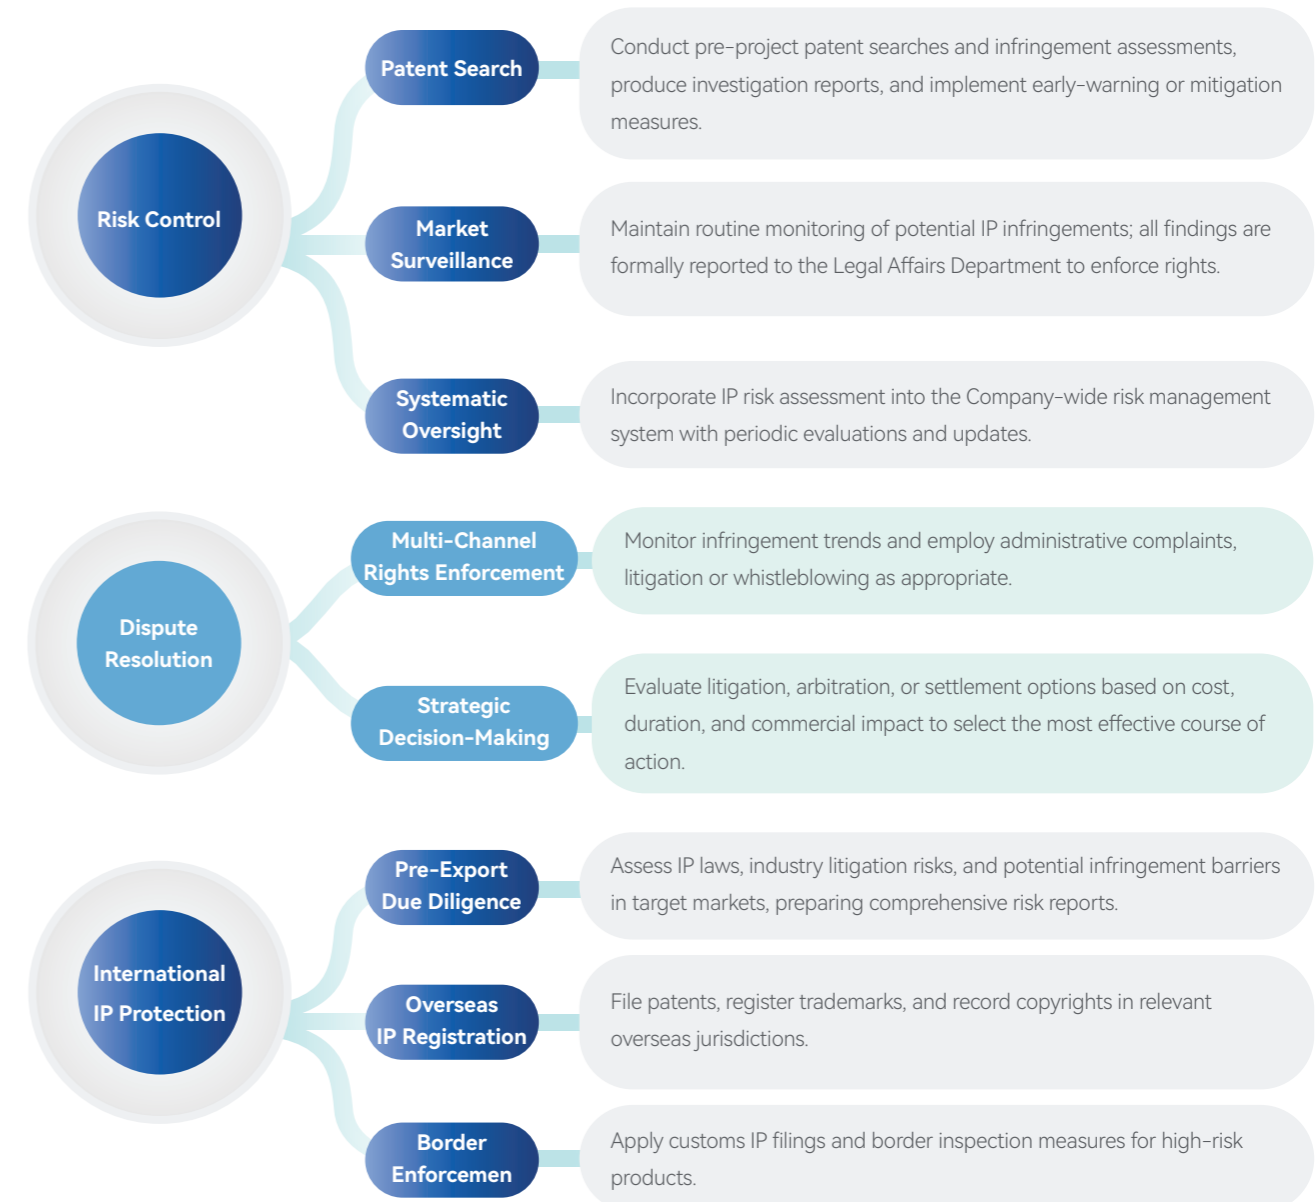 Risk Control
Patent Search
Conduct pre-project patent searches and infringement assessments,
produce investigation reports, and implement early-warning or mitigation
measures.
Market
Surveillance
Maintain routine monitoring of potential IP infringements; all findings are
formally reported to the Legal Affairs Department to enforce rights.
Systematic
Oversight
Incorporate IP risk assessment into the Company-wide risk management
system with periodic evaluations and updates.
Dispute
Resolution
Multi-Channel
Rights Enforcement
Monitor infringement trends and employ administrative complaints,
litigation or whistleblowing as appropriate.
Strategic
Decision-Making
Evaluate litigation, arbitration, or settlement options based on cost,
duration, and commercial impact to select the most effective course of
action.
International
IP Protection
Pre-Export
Due Diligence
Assess IP laws, industry litigation risks, and potential infringement barriers
in target markets, preparing comprehensive risk reports.
Overseas
IP Registration
File patents, register trademarks, and record copyrights in relevant
overseas jurisdictions.
Border
Enforcemen
Apply customs IP filings and border inspection measures for high-risk
products.